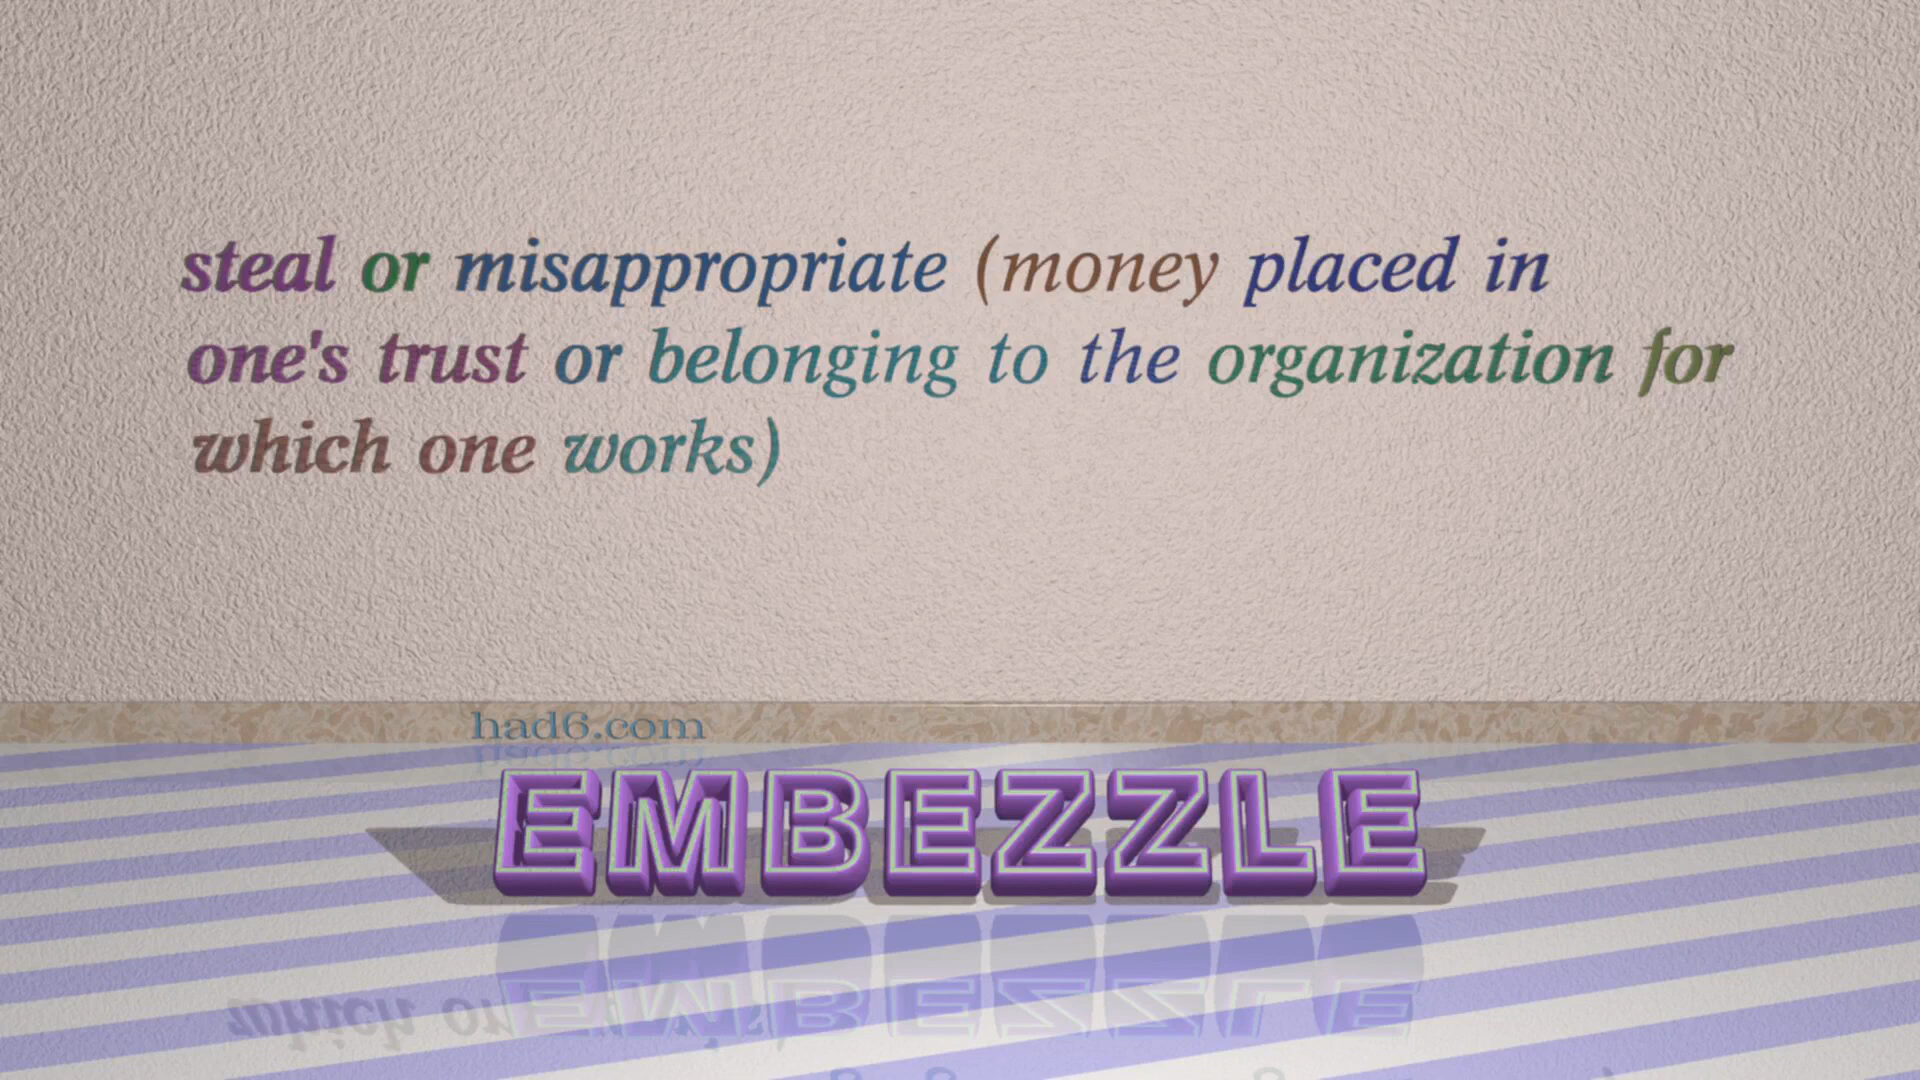 steal or misappropriate (money placed in
one's trust or belonging to the organization for
which one works)
had6.com
EMBEZZLE